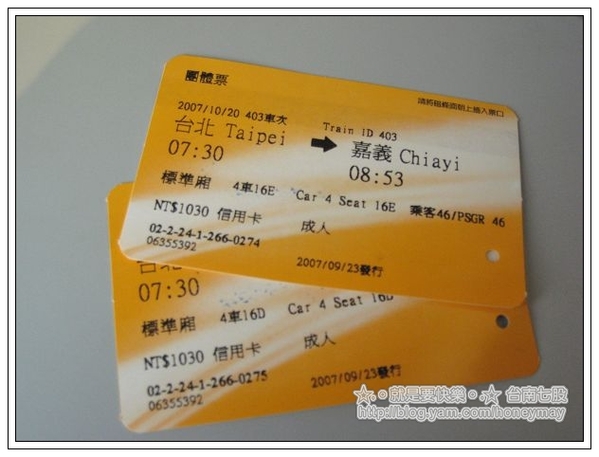 團體票
請將磁條面朝上插入票口
2007/10/20 403車次
Train ID 403
台北 Taipei
嘉義 Chiayi
07:30
08:53
標準廂 4車16E Car 4 Seat 16E 乘客46/PSGR 46
NT$1030 信用卡 成人
02-2-24-1-266-0274
06355392
2007/09/23發行
台北
07:30
標準廂 4車16D Car 4 Seat 16D
NT$1030 信用卡 成人
02-2-24-1-266-0275
06355392
2007/09/23發行
☆.。就是要快樂。.☆ 台南七股
http://blog.yam.com/honeymay